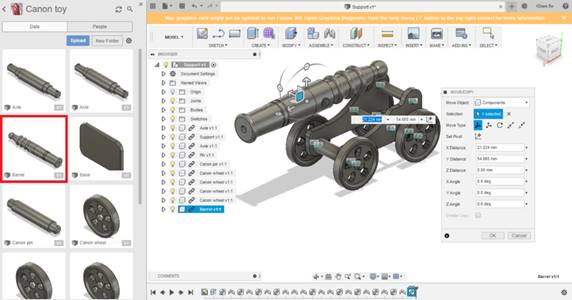 Canon toy
Data
People
Upload
New Folder
Axle
Axle
Barrel
Base
Canon pin
Canon wheel
Support v1*
Your graphics card might not be optimal to run Fusion 360. Open Graphics Diagnostic from the help menu ('?' button to the top right corner) for more information
MODEL
SKETCH
CREATE
MODIFY
ASSEMBLE
CONSTRUCT
INSPECT
INSERT
MAKE
ADD-INS
SELECT
BROWSER
Support v1
Document Settings
Named Views
Origin
Joints
Bodies
Sketches
Axle v1:1
Support v1:1
Axle v1:1
Pin v1:1
Canon pin v1:1
Canon wheel v1:1
Canon wheel v1:1
Canon wheel v1:1
Canon wheel v1:1
Barrel v1:1
21.224 mm
54.665 mm
MOVE/COPY
Move Object
Components
Selection
1 selected
Move Type
Set Pivot
X Distance
21.224 mm
Y Distance
54.665 mm
Z Distance
0.00 mm
X Angle
0.0 deg
Y Angle
0.0 deg
Z Angle
0.0 deg
Create Copy
OK
Cancel
Barrel v1:1
COMMENTS